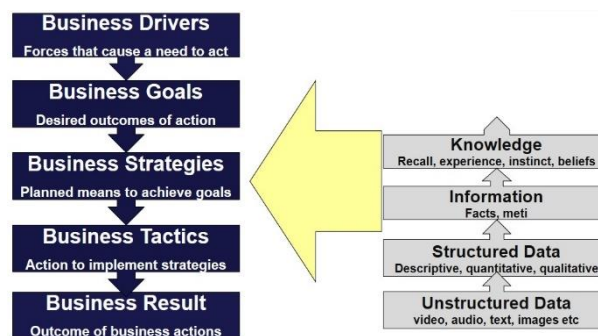 Business Drivers
Forces that cause a need to act
Business Goals
Desired outcomes of action
Business Strategies
Planned means to achieve goals
Business Tactics
Action to implement strategies
Business Result
Outcome of business actions
Knowledge
Recall, experience, instinct, beliefs
Information
Facts, meti
Structured Data
Descriptive, quantitative, qualitative
Unstructured Data
video, audio, text, images etc